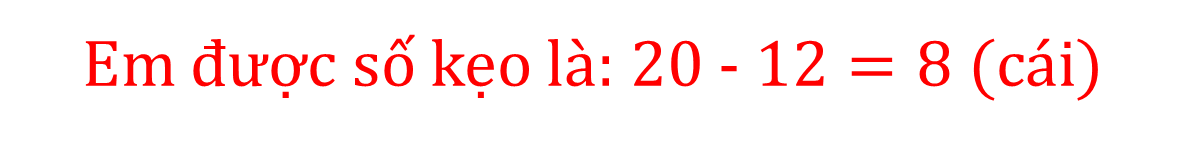 Em được số kẹo là: 20 - 12 = 8 (cái)